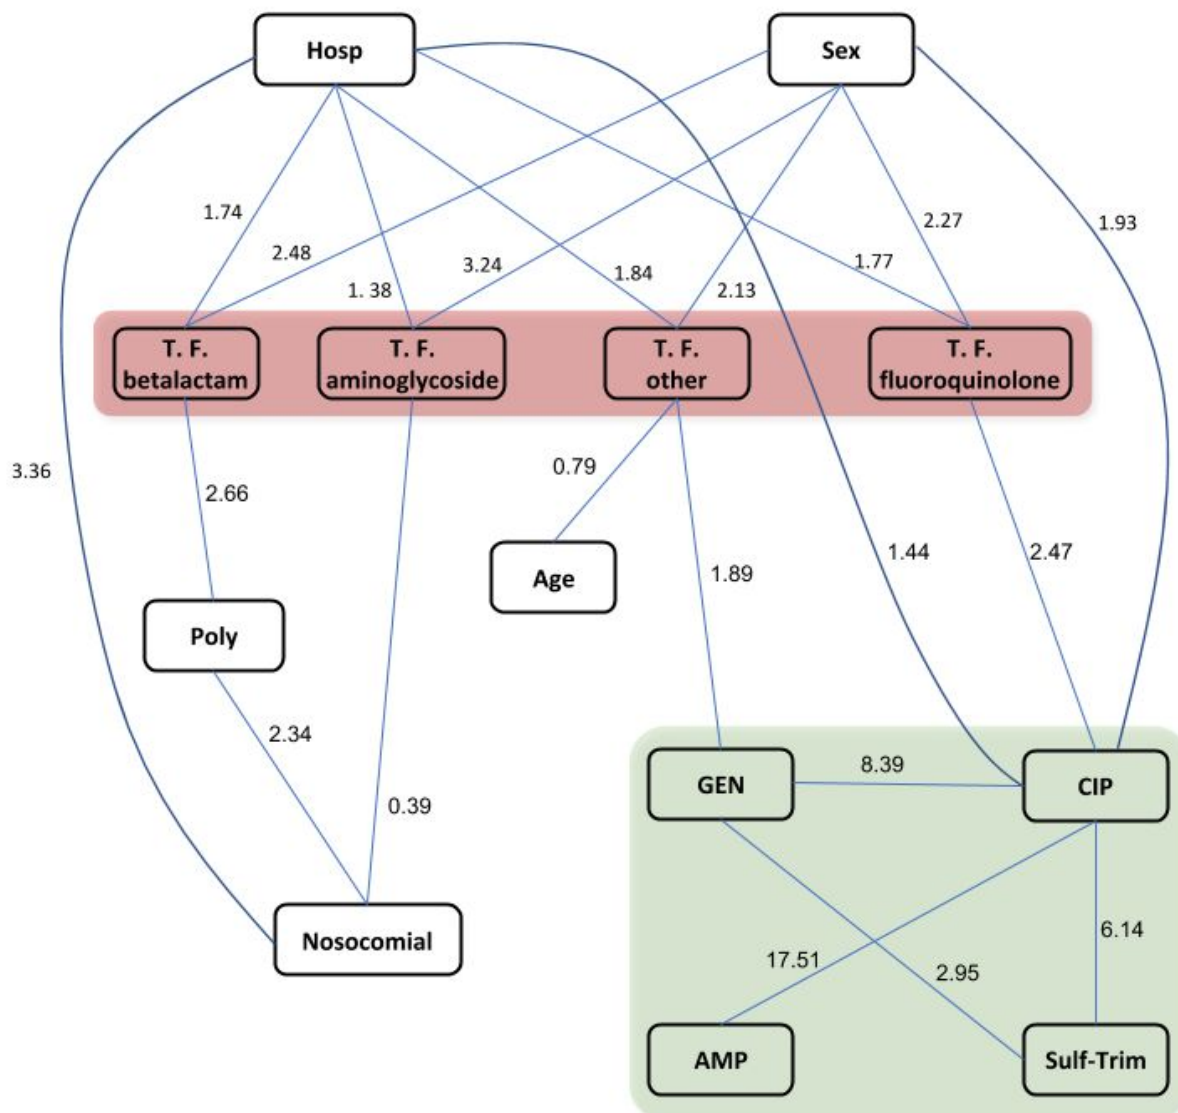 Hosp
Sex
1.93
2.27
1.74
2.48
3.24
1.84
1.77
1. 38
2.13
T. F.
betalactam
T. F.
aminoglycoside
T. F.
other
T. F.
fluoroquinolone
3.36
0.79
2.66
1.44
2.47
1.89
Age
Poly
2.34
8.39
GEN
CIP
0.39
Nosocomial
6.14
17.51
2.95
AMP
Sulf-Trim